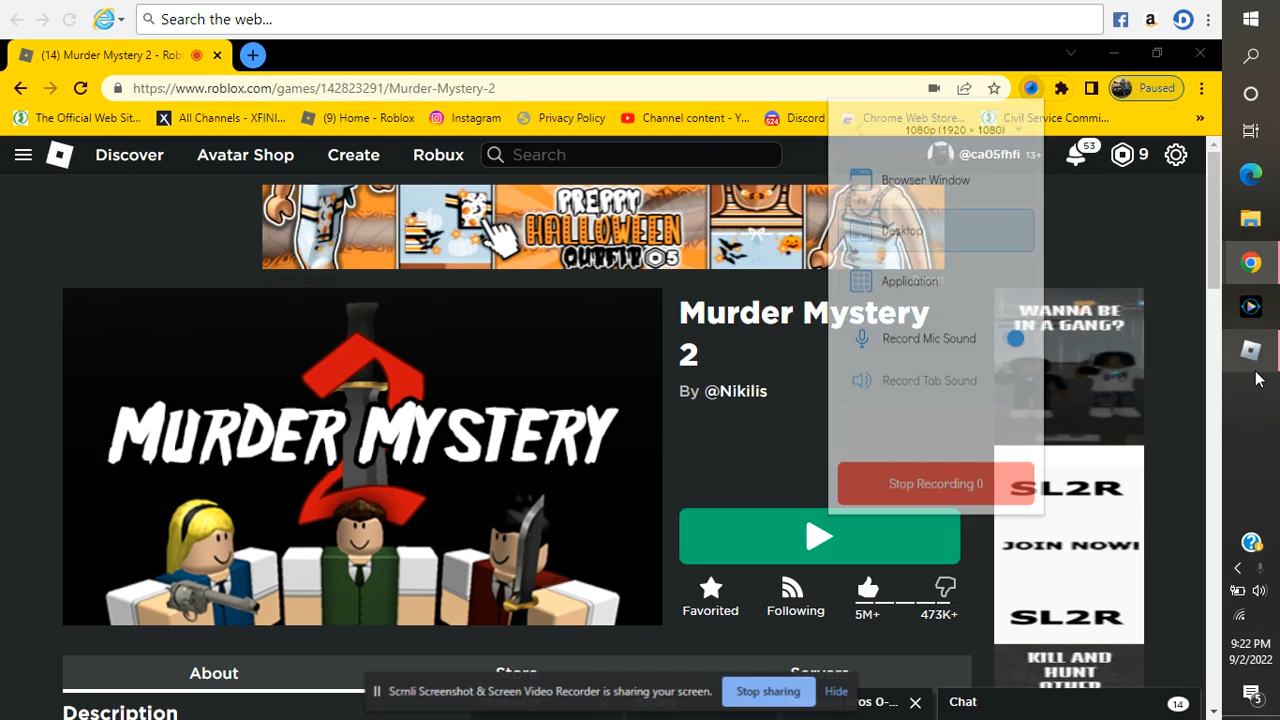 Search the web...
(14) Murder Mystery 2 - Rob
https://www.roblox.com/games/142823291/Murder-Mystery-2
Paused
The Official Web Sit...
All Channels - XFINI...
(9) Home - Roblox
Instagram
Privacy Policy
Channel content - Y...
Discord
Chrome Web Store...
Civil Service Commi...
»
1080p (1920 × 1080)
Discover
Avatar Shop
Create
Robux
Search
@ca05fhfi 13+
53
9
Browser Window
Desktop
Application
Record Mic Sound
Record Tab Sound
Stop Recording 0
PREPPY
HALLOWEEN
OUTFIT 05
MURDER MYSTERY
2
Murder Mystery
2
By @Nikilis
Favorited
Following
5M+
473K+
WANNA BE
IN A GANG?
SL2R
JOIN NOW!
SL2R
KILL AND
HUNT
OTHER
About
Store
Servers
Description
Scrnli Screenshot & Screen Video Recorder is sharing your screen.
Stop sharing
Hide
ros 0-...
Chat
14
9:22 PM
9/2/2022
5